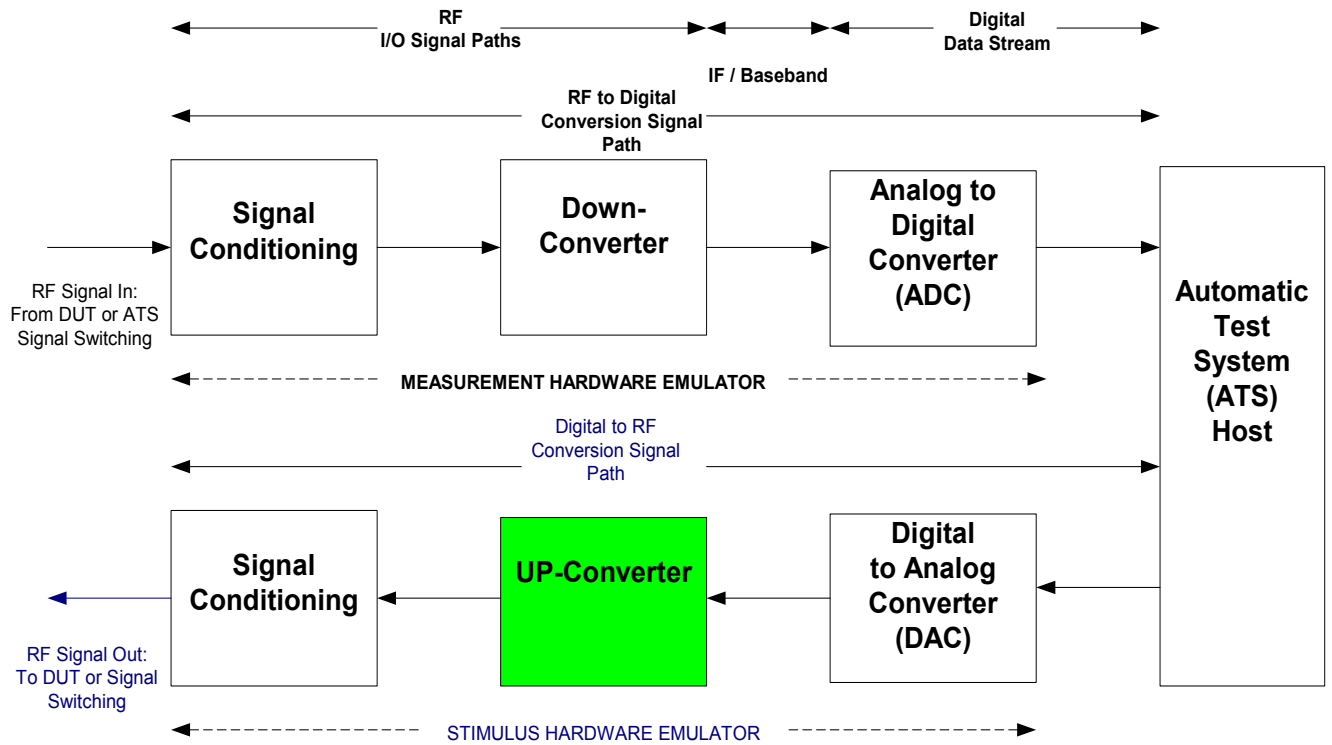 RF
I/O Signal Paths
Digital
Data Stream
IF / Baseband
RF to Digital
Conversion Signal
Path
Signal
Conditioning
Down-
Converter
Analog to
Digital
Converter
(ADC)
Automatic
Test
System
(ATS)
Host
RF Signal In:
From DUT or ATS
Signal Switching
MEASUREMENT HARDWARE EMULATOR
Digital to RF
Conversion Signal
Path
Signal
Conditioning
UP-Converter
Digital
to Analog
Converter
(DAC)
RF Signal Out:
To DUT or Signal
Switching
STIMULUS HARDWARE EMULATOR